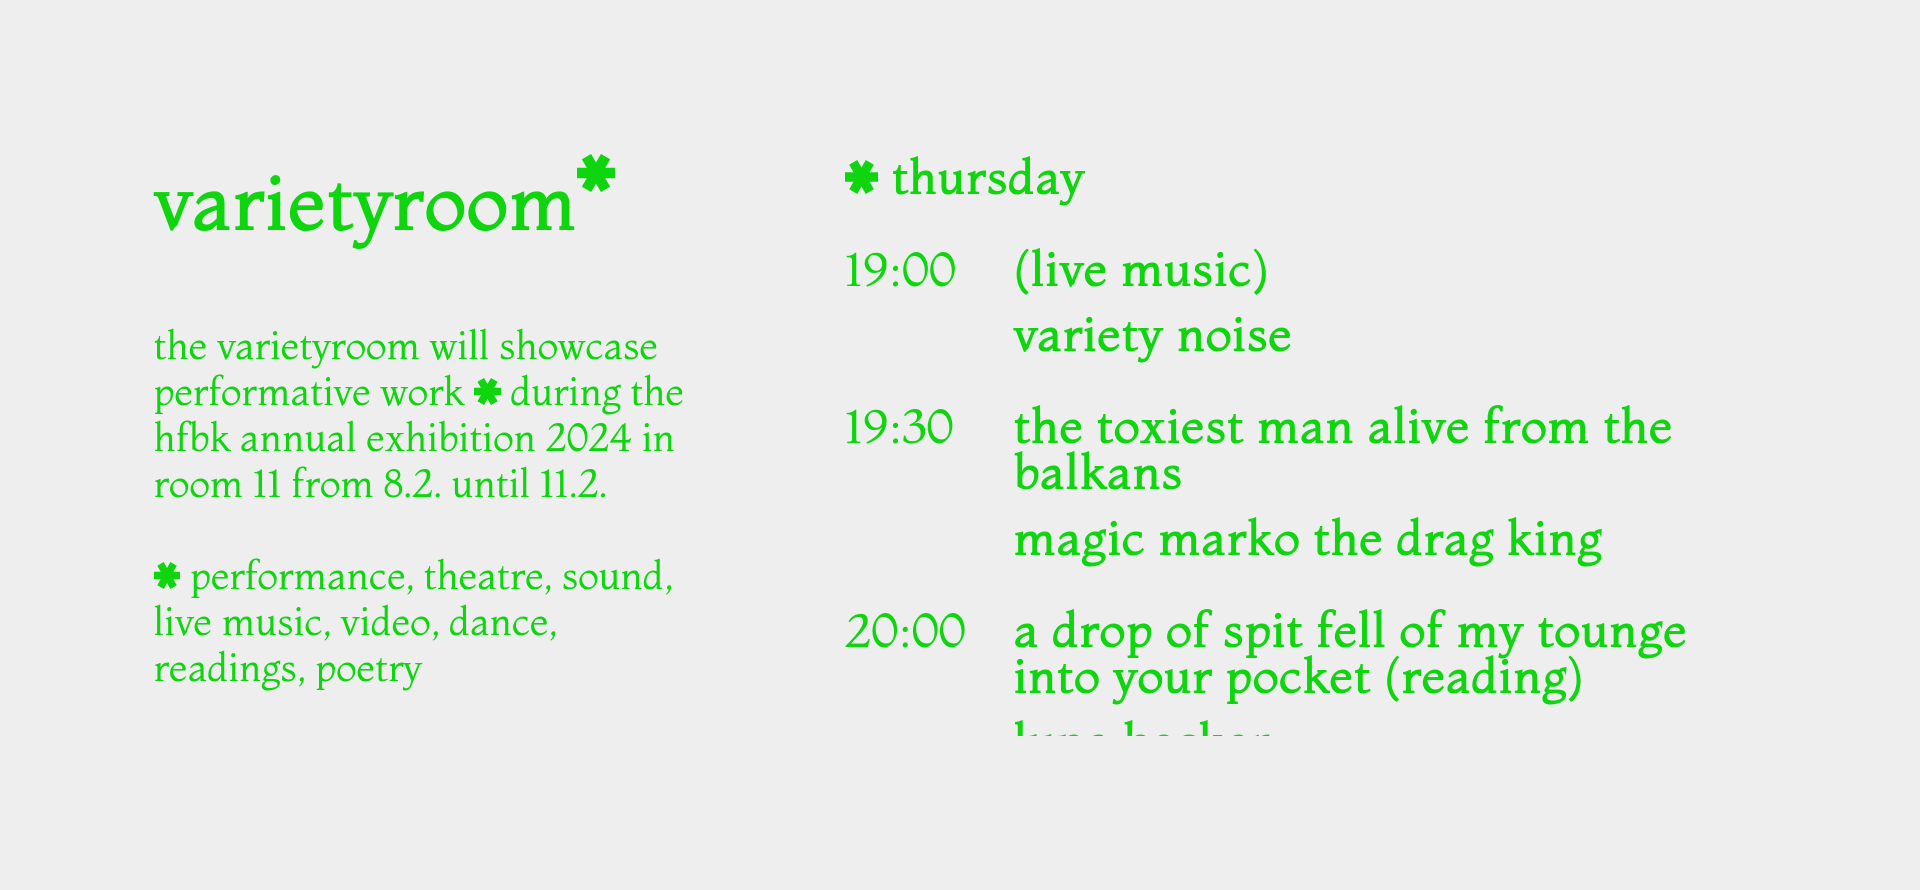 varietyroom*
the varietyroom will showcase
performative work * during the
hfbk annual exhibition 2024 in
room 11 from 8.2. until 11.2.
* performance, theatre, sound,
live music, video, dance,
readings, poetry
* thursday
19:00 (live music)
variety noise
19:30 the toxiest man alive from the
balkans
magic marko the drag king
20:00 a drop of spit fell of my tounge
into your pocket (reading)